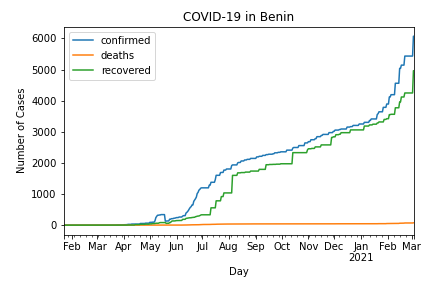 COVID-19 in Benin
confirmed
deaths
recovered
Number of Cases
6000
5000
4000
3000
2000
1000
0
Feb Mar Apr May Jun Jul Aug Sep Oct Nov Dec Jan Feb Mar
2021
Day